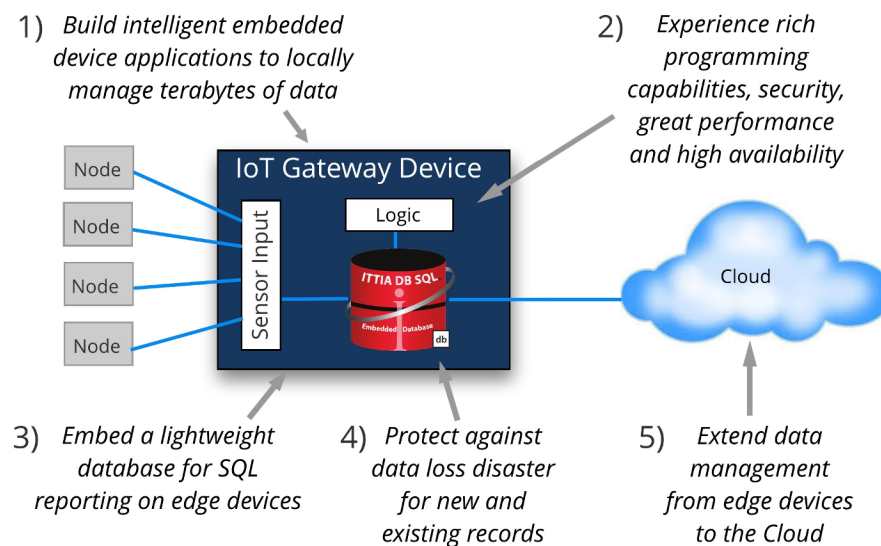 1) Build intelligent embedded
device applications to locally
manage terabytes of data
2) Experience rich
programming
capabilities, security,
great performance
and high availability
Node
Node
Node
Node
IoT Gateway Device
Sensor Input
Logic
ITTIA DB SQL
Embedded Database
db
Cloud
3) Embed a lightweight
database for SQL
reporting on edge devices
4) Protect against
data loss disaster
for new and
existing records
5) Extend data
management
from edge devices
to the Cloud